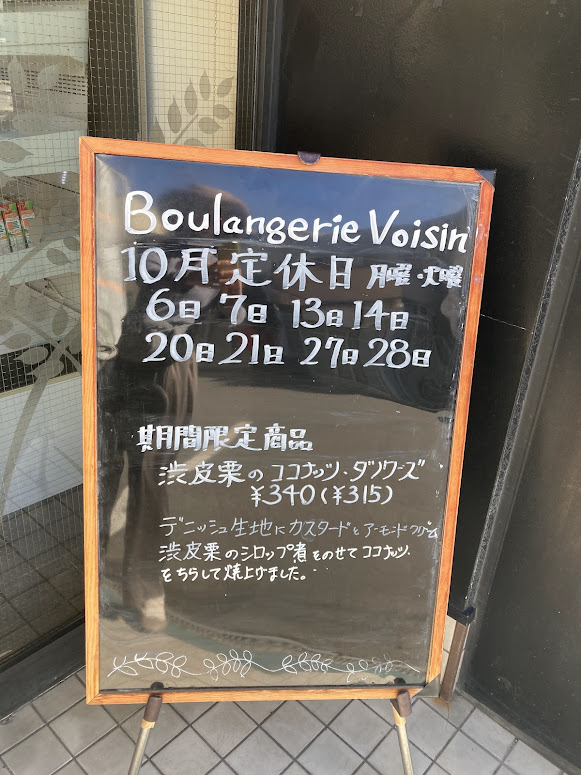 Boulangerie Voisin
10月 定休日 月曜・火曜
6日 7日 13日 14日
20日 21日 27日 28日
期間限定商品
渋皮栗のココナッツ・ダノワーズ
¥340(¥315)
デニッシュ生地にカスタードとアーモンドクリーム
渋皮栗のシロップ煮をのせてココナッツ
をちらして焼上げました。